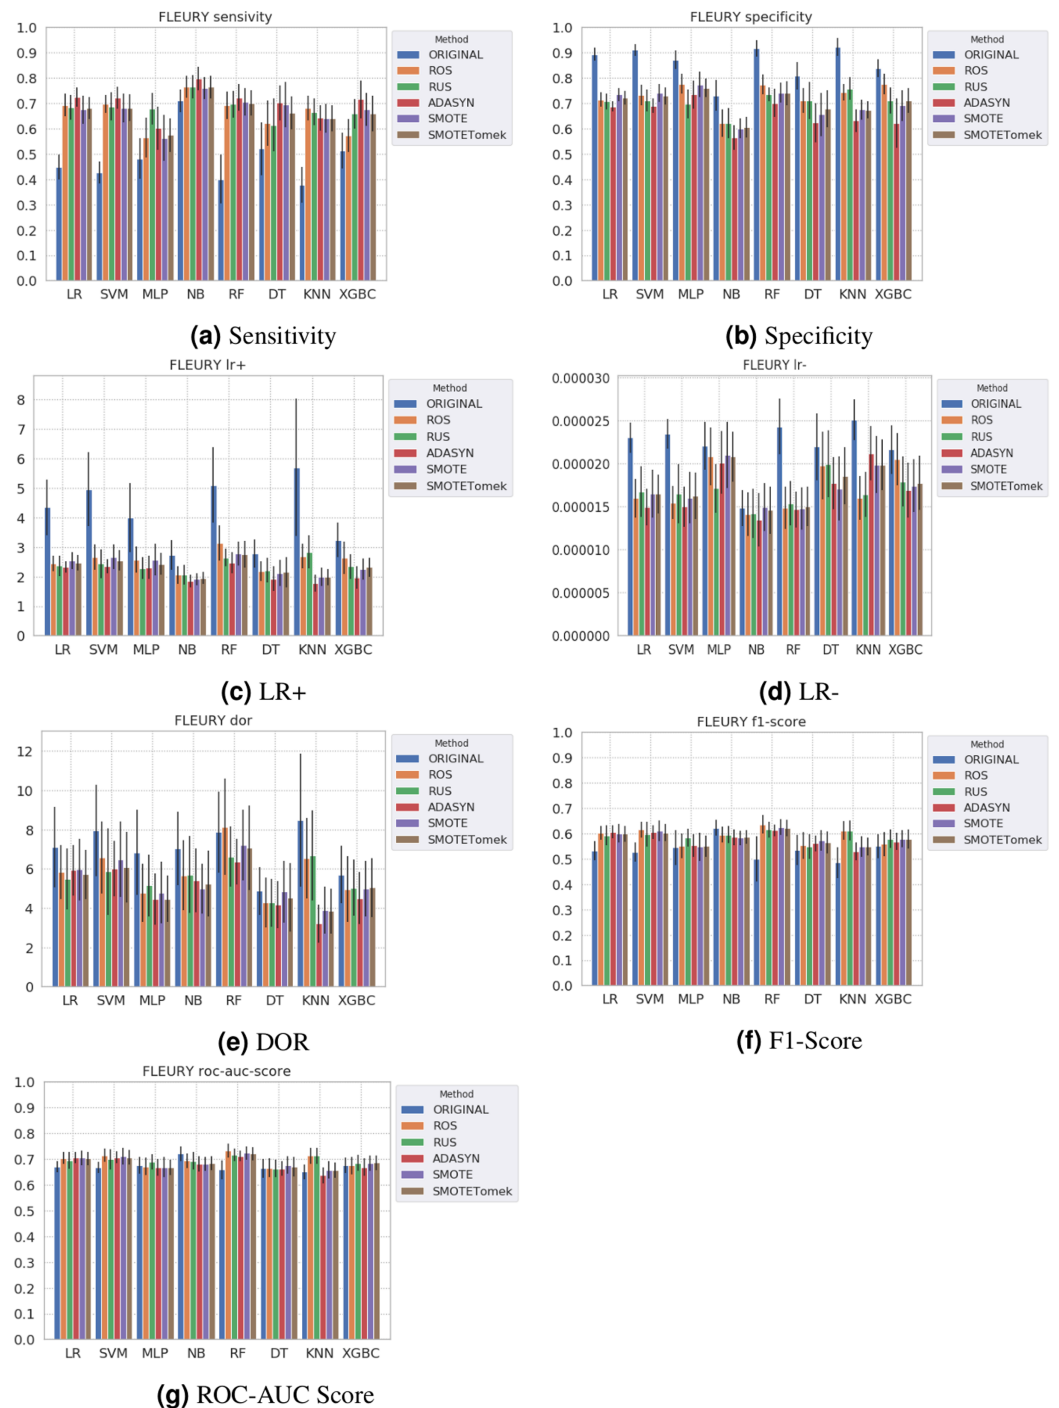 FLEURY sensivity
1.0
0.9
0.8
0.7
0.6
0.5
0.4
0.3
0.2
0.1
0.0
LR SVM MLP NB RF DT KNN XGBC
Method
ORIGINAL
ROS
RUS
ADASYN
SMOTE
SMOTETomek
(a) Sensitivity
FLEURY specificity
1.0
0.9
0.8
0.7
0.6
0.5
0.4
0.3
0.2
0.1
0.0
LR SVM MLP NB RF DT KNN XGBC
Method
ORIGINAL
ROS
RUS
ADASYN
SMOTE
SMOTETomek
(b) Specificity
FLEURY lr+
8
7
6
5
4
3
2
1
0
LR SVM MLP NB RF DT KNN XGBC
Method
ORIGINAL
ROS
RUS
ADASYN
SMOTE
SMOTETomek
(c) LR+
FLEURY lr-
0.000030
0.000025
0.000020
0.000015
0.000010
0.000005
0.000000
LR SVM MLP NB RF DT KNN XGBC
Method
ORIGINAL
ROS
RUS
ADASYN
SMOTE
SMOTETomek
(d) LR-
FLEURY dor
12
10
8
6
4
2
0
LR SVM MLP NB RF DT KNN XGBC
Method
ORIGINAL
ROS
RUS
ADASYN
SMOTE
SMOTETomek
(e) DOR
FLEURY f1-score
1.0
0.9
0.8
0.7
0.6
0.5
0.4
0.3
0.2
0.1
0.0
LR SVM MLP NB RF DT KNN XGBC
Method
ORIGINAL
ROS
RUS
ADASYN
SMOTE
SMOTETomek
(f) F1-Score
FLEURY roc-auc-score
1.0
0.9
0.8
0.7
0.6
0.5
0.4
0.3
0.2
0.1
0.0
LR SVM MLP NB RF DT KNN XGBC
Method
ORIGINAL
ROS
RUS
ADASYN
SMOTE
SMOTETomek
(g) ROC-AUC Score